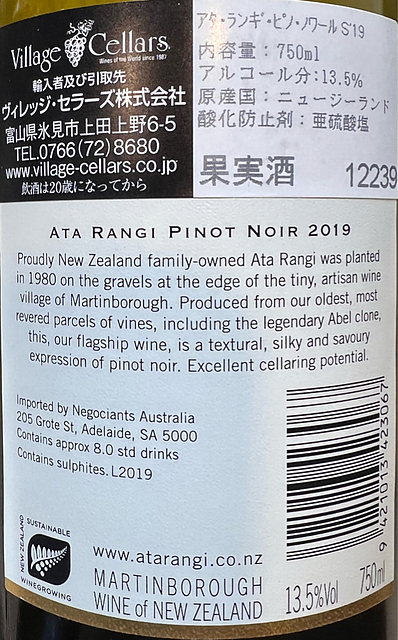 Village Cellars
Wines of the World since 1987
輸入者及び引取先
ヴィレッジ・セラーズ株式会社
富山県氷見市上田上野6-5
TEL.0766(72)8680
www.village-cellars.co.jp
飲酒は20歳になってから
アタ・ランギ・ピノ・ノワール S'19
内容量：750ml
アルコール分：13.5%
原産国：ニュージーランド
酸化防止剤：亜硫酸塩
果実酒 12239
ATA RANGI PINOT NOIR 2019
Proudly New Zealand family-owned Ata Rangi was planted
in 1980 on the gravels at the edge of the tiny, artisan wine
village of Martinborough. Produced from our oldest, most
revered parcels of vines, including the legendary Abel clone,
this, our flagship wine, is a textural, silky and savoury
expression of pinot noir. Excellent cellaring potential.
Imported by Negociants Australia
205 Grote St, Adelaide, SA 5000
Contains approx 8.0 std drinks
Contains sulphites. L2019
9 421013 423067
NEW ZEALAND
SUSTAINABLE
WINEGROWING
www.atarangi.co.nz
MARTINBOROUGH
WINE of NEW ZEALAND
13.5%Vol 750ml